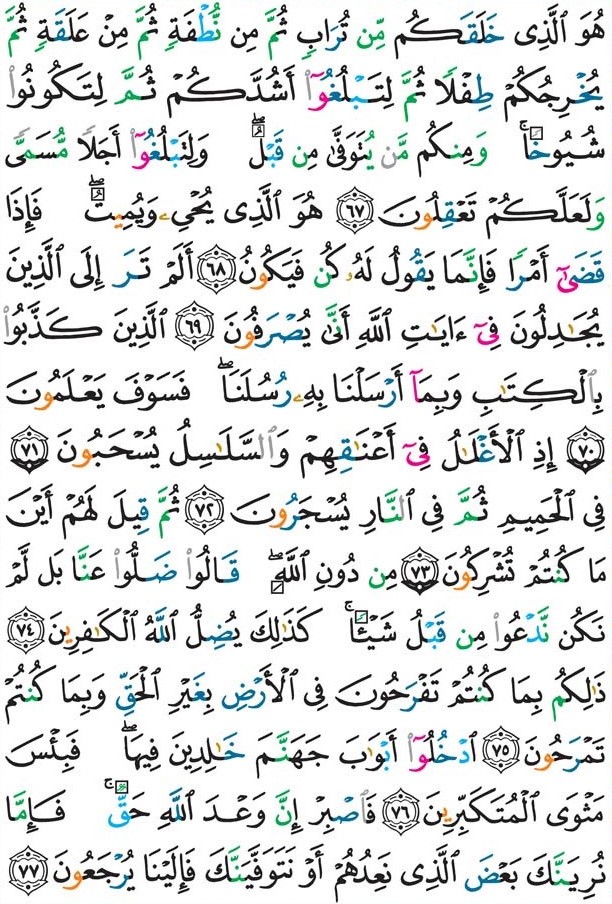 هُوَ ٱلَّذِى خَلَقَكُم مِّن تُرَابٍ ثُمَّ مِن نُّطْفَةٍ ثُمَّ مِنْ عَلَقَةٍ ثُمَّ
يُخْرِجُكُمْ طِفْلًا ثُمَّ لِتَبْلُغُوٓا۟ أَشُدَّكُمْ ثُمَّ لِتَكُونُوا۟
شُيُوخًا ۚ وَمِنكُم مَّن يُتَوَفَّىٰ مِن قَبْلُ ۖ وَلِتَبْلُغُوٓا۟ أَجَلًا مُّسَمًّى
وَلَعَلَّكُمْ تَعْقِلُونَ ﴿٦٧﴾ هُوَ ٱلَّذِى يُحْىِۦ وَيُمِيتُ ۖ فَإِذَا
قَضَىٰٓ أَمْرًا فَإِنَّمَا يَقُولُ لَهُۥ كُن فَيَكُونُ ﴿٦٨﴾ أَلَمْ تَرَ إِلَى ٱلَّذِينَ
يُجَـٰدِلُونَ فِىٓ ءَايَـٰتِ ٱللَّهِ أَنَّىٰ يُصْرَفُونَ ﴿٦٩﴾ ٱلَّذِينَ كَذَّبُوا۟
بِٱلْكِتَـٰبِ وَبِمَآ أَرْسَلْنَا بِهِۦ رُسُلَنَا ۖ فَسَوْفَ يَعْلَمُونَ
﴿٧٠﴾ إِذِ ٱلْأَغْلَـٰلُ فِىٓ أَعْنَـٰقِهِمْ وَٱلسَّلَـٰسِلُ يُسْحَبُونَ ﴿٧١﴾
فِى ٱلْحَمِيمِ ثُمَّ فِى ٱلنَّارِ يُسْجَرُونَ ﴿٧٢﴾ ثُمَّ قِيلَ لَهُمْ أَيْنَ
مَا كُنتُمْ تُشْرِكُونَ ﴿٧٣﴾ مِن دُونِ ٱللَّهِ ۖ قَالُوا۟ ضَلُّوا۟ عَنَّا بَل لَّمْ
نَكُن نَّدْعُوا۟ مِن قَبْلُ شَيْـًٔا ۚ كَذَٰلِكَ يُضِلُّ ٱللَّهُ ٱلْكَـٰفِرِينَ ﴿٧٤﴾
ذَٰلِكُم بِمَا كُنتُمْ تَفْرَحُونَ فِى ٱلْأَرْضِ بِغَيْرِ ٱلْحَقِّ وَبِمَا كُنتُمْ
تَمْرَحُونَ ﴿٧٥﴾ ٱدْخُلُوٓا۟ أَبْوَٰبَ جَهَنَّمَ خَـٰلِدِينَ فِيهَا ۖ فَبِئْسَ
مَثْوَى ٱلْمُتَكَبِّرِينَ ﴿٧٦﴾ فَٱصْبِرْ إِنَّ وَعْدَ ٱللَّهِ حَقٌّ ۚ فَإِمَّا
نُرِيَنَّكَ بَعْضَ ٱلَّذِى نَعِدُهُمْ أَوْ نَتَوَفَّيَنَّكَ فَإِلَيْنَا يُرْجَعُونَ ﴿٧٧﴾